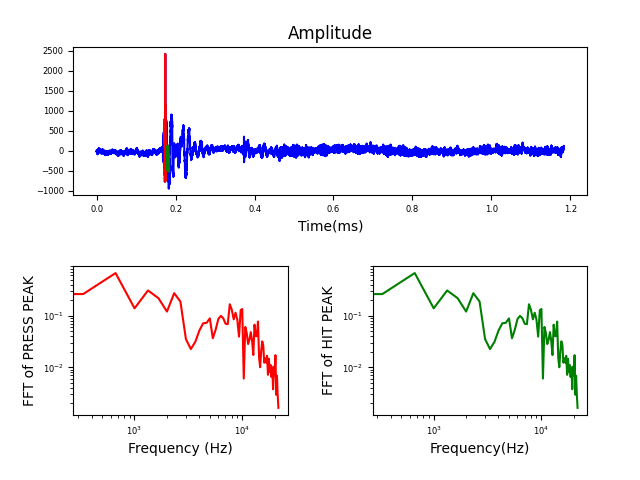 Amplitude
2500
2000
1500
1000
500
0
−500
−1000
0.0 0.2 0.4 0.6 0.8 1.0 1.2
Time(ms)
FFT of PRESS PEAK
10⁻¹
10⁻²
10³ 10⁴
Frequency (Hz)
FFT of HIT PEAK
10⁻¹
10⁻²
10³ 10⁴
Frequency(Hz)